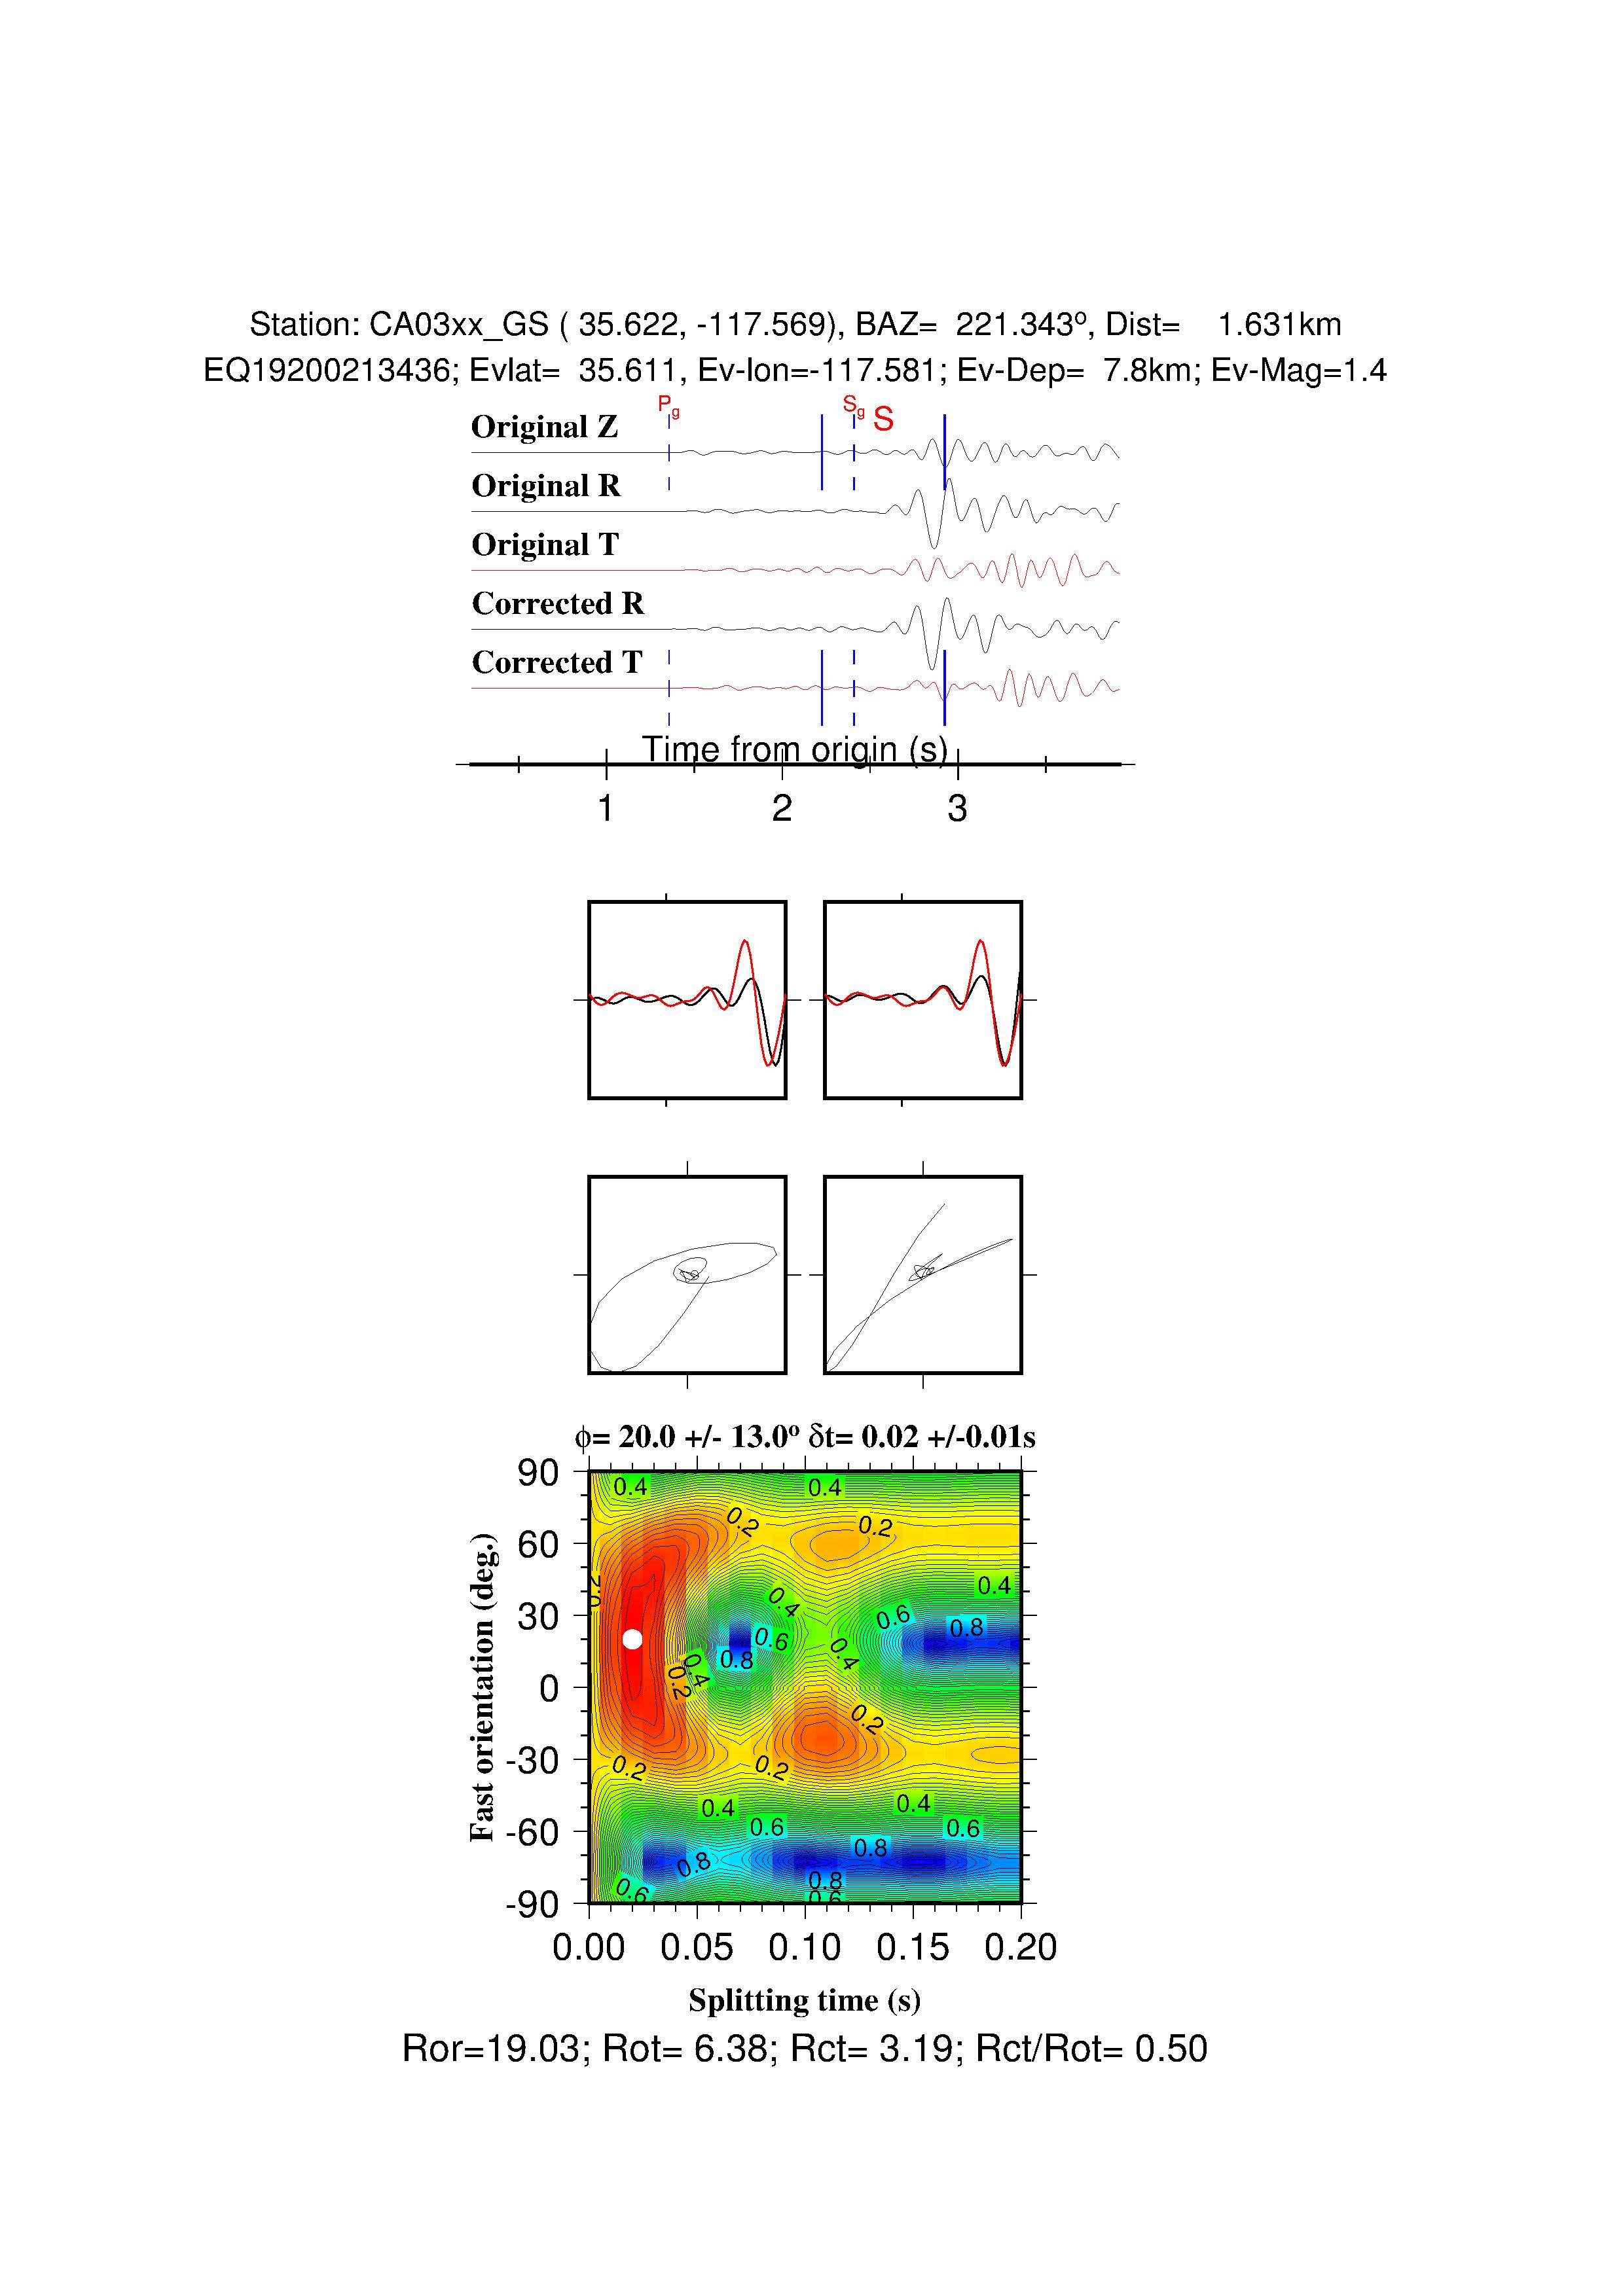 Station: CA03xx_GS ( 35.622, -117.569), BAZ= 221.343º, Dist= 1.631km
EQ19200213436; Evlat= 35.611, Ev-lon=-117.581; Ev-Dep= 7.8km; Ev-Mag=1.4
Pg Sg S
Original Z
Original R
Original T
Corrected R
Corrected T
Time from origin (s)
1 2 3
ϕ= 20.0 +/- 13.0º δt= 0.02 +/-0.01s
Fast orientation (deg.)
90
60
30
0
-30
-60
-90
0.4 0.4
0.2 0.2
0.2 0.4 0.4
0.6 0.8
0.6
0.8 0.4 0.4
0.2
0.2
0.2 0.2
0.4 0.4
0.6 0.6
0.8
0.8
0.8
0.6 0.6
0.00 0.05 0.10 0.15 0.20
Splitting time (s)
Ror=19.03; Rot= 6.38; Rct= 3.19; Rct/Rot= 0.50